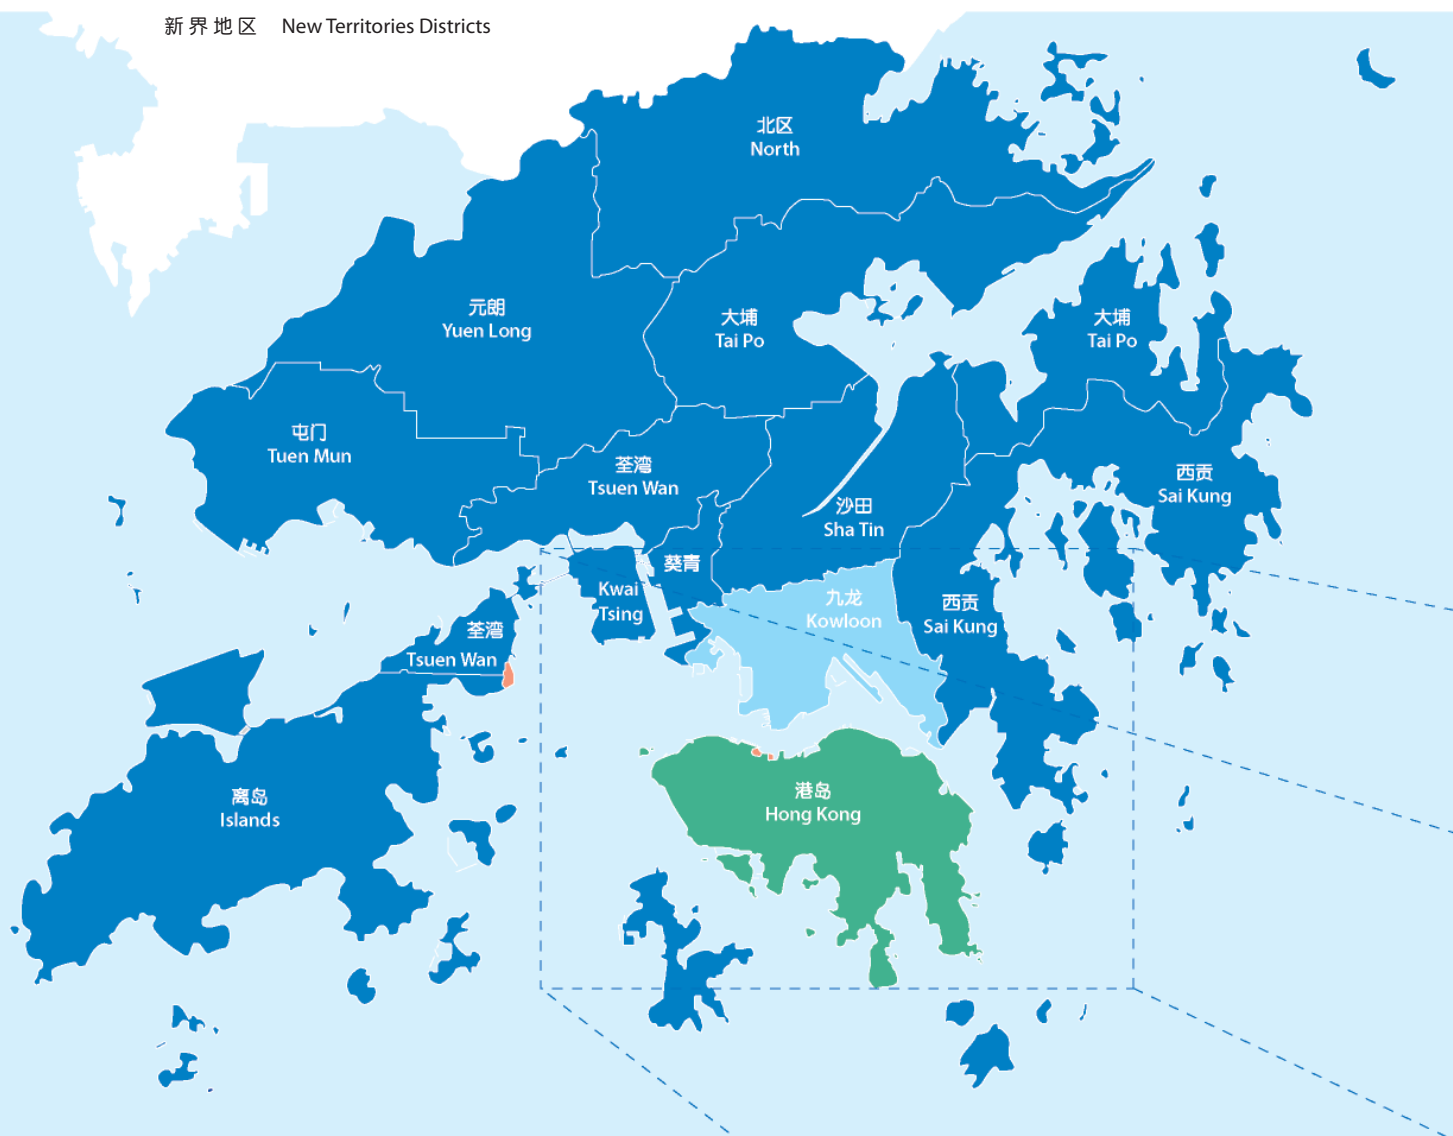 新界地区 New Territories Districts
北区
North
元朗
Yuen Long
大埔
Tai Po
大埔
Tai Po
屯门
Tuen Mun
荃湾
Tsuen Wan
西贡
Sai Kung
沙田
Sha Tin
葵青
Kwai
Tsing
九龙
Kowloon
西贡
Sai Kung
荃湾
Tsuen Wan
离岛
Islands
港岛
Hong Kong